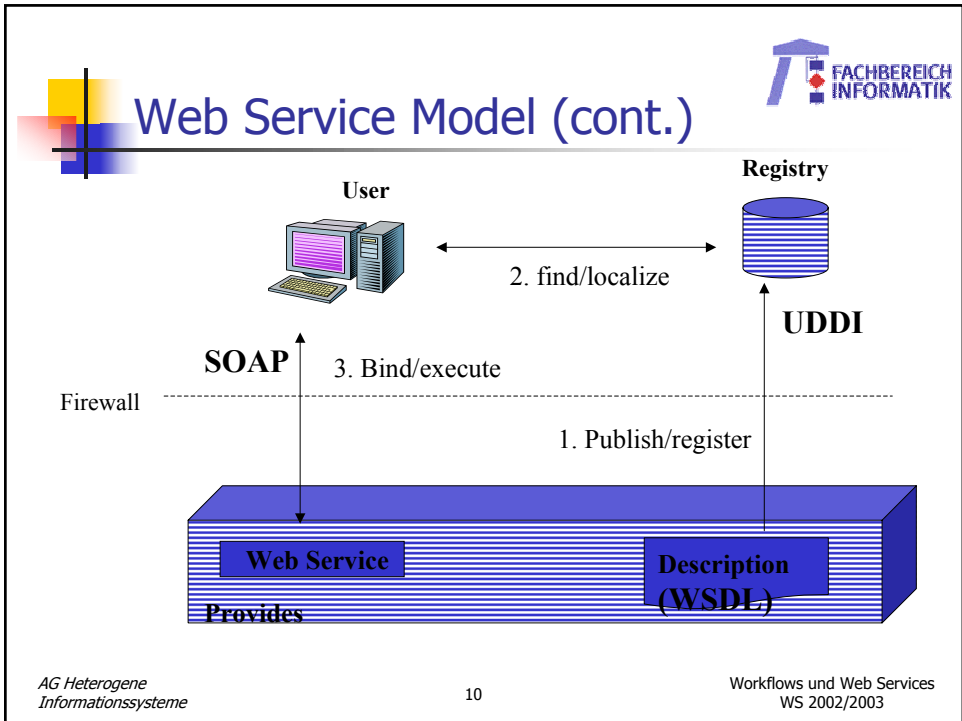 FACHBEREICH
INFORMATIK
Web Service Model (cont.)
Registry
User
2. find/localize
UDDI
SOAP
3. Bind/execute
Firewall
1. Publish/register
Web Service
Description
(WSDL)
Provides
AG Heterogene
Informationssysteme
10
Workflows und Web Services
WS 2002/2003